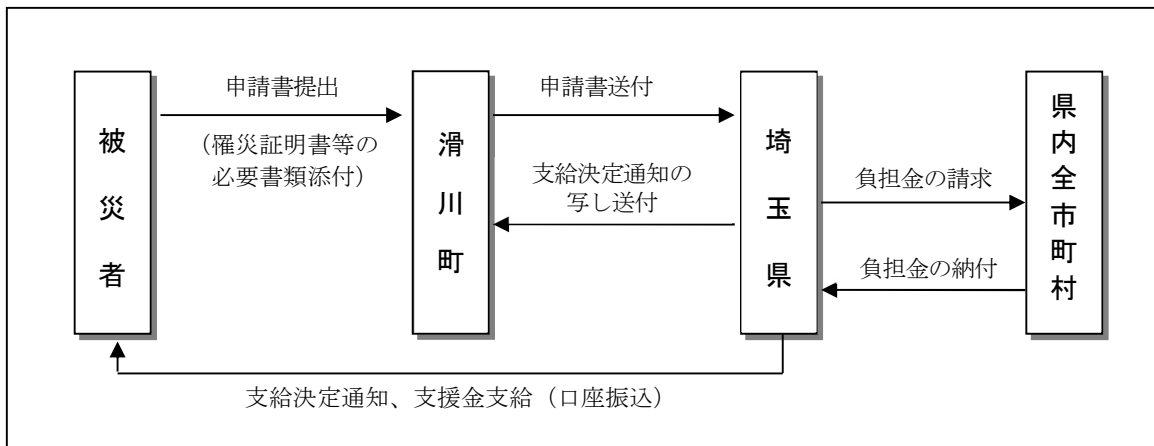 被災者
申請書提出
(罹災証明書等の
必要書類添付)
滑川町
申請書送付
支給決定通知の
写し送付
埼玉県
負担金の請求
負担金の納付
県内全市町村
支給決定通知、支援金支給(口座振込)